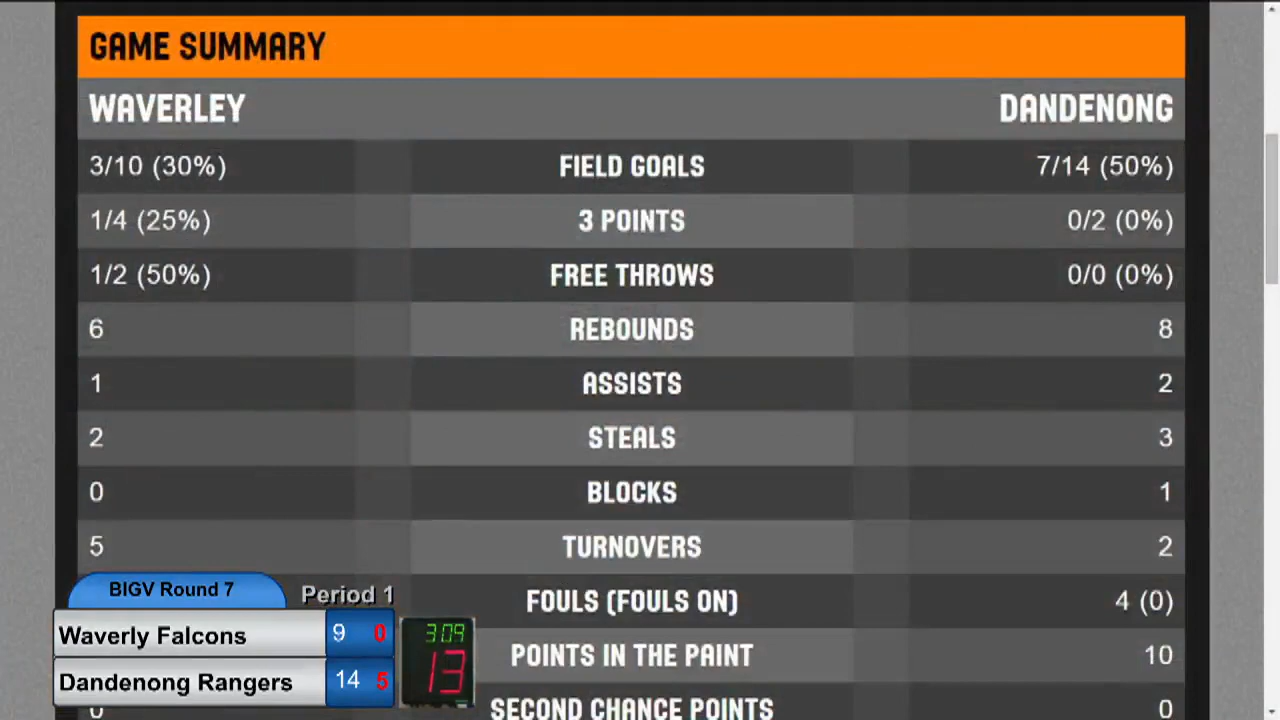 GAME SUMMARY
WAVERLEY DANDENONG
3/10 (30%) FIELD GOALS 7/14 (50%)
1/4 (25%) 3 POINTS 0/2 (0%)
1/2 (50%) FREE THROWS 0/0 (0%)
6 REBOUNDS 8
1 ASSISTS 2
2 STEALS 3
0 BLOCKS 1
5 TURNOVERS 2
FOULS (FOULS ON) 4 (0)
POINTS IN THE PAINT 10
0 SECOND CHANCE POINTS 0
BIGV Round 7 Period 1
Waverly Falcons 9 0
Dandenong Rangers 14 5
3:09
13